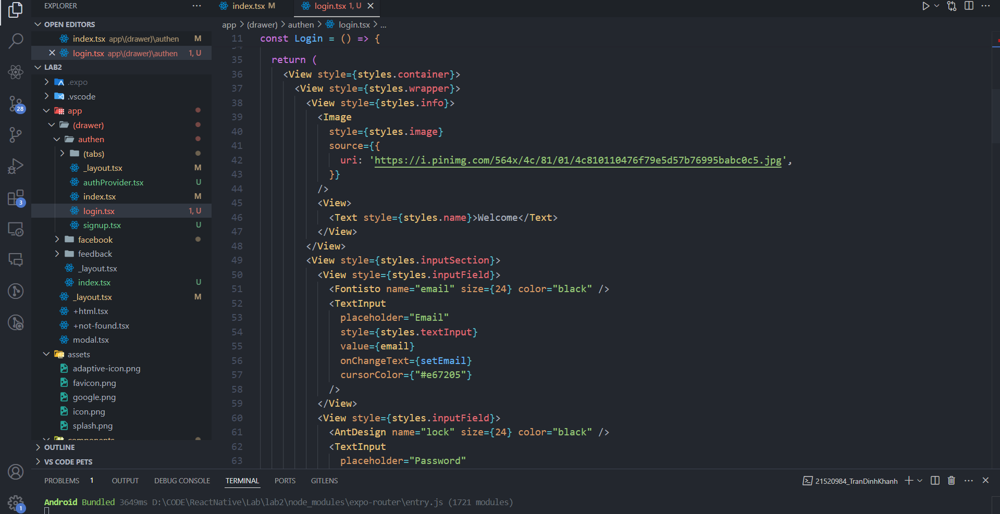 EXPLORER
OPEN EDITORS
index.tsx app\(drawer)\authen M
login.tsx app\(drawer)\authen 1, U
LAB2
.expo
.vscode
app
(drawer)
authen
(tabs)
_layout.tsx M
authProvider.tsx U
index.tsx M
login.tsx 1, U
signup.tsx U
facebook
feedback
_layout.tsx
index.tsx U
_layout.tsx M
+html.tsx
+not-found.tsx
modal.tsx
assets
adaptive-icon.png
favicon.png
google.png
icon.png
splash.png
components
OUTLINE
VS CODE PETS
28
3
1
index.tsx M
login.tsx 1, U
app > (drawer) > authen > login.tsx > ...
11 const Login = () => {
34
35 return (
36 <View style={styles.container}>
37 <View style={styles.wrapper}>
38 <View style={styles.info}>
39 <Image
40 style={styles.image}
41 source={{
42 uri: 'https://i.pinimg.com/564x/4c/81/01/4c810110476f79e5d57b76995babc0c5.jpg',
43 }}
44 />
45 <View>
46 <Text style={styles.name}>Welcome</Text>
47 </View>
48 </View>
49 <View style={styles.inputSection}>
50 <View style={styles.inputField}>
51 <Fontisto name="email" size={24} color="black" />
52 <TextInput
53 placeholder="Email"
54 style={styles.textInput}
55 value={email}
56 onChangeText={setEmail}
57 cursorColor={"#e67205"}
58 />
59 </View>
60 <View style={styles.inputField}>
61 <AntDesign name="lock" size={24} color="black" />
62 <TextInput
63 placeholder="Password"
PROBLEMS 1 OUTPUT DEBUG CONSOLE TERMINAL PORTS GITLENS
21520984_TranDinhKhanh
Android Bundled 3649ms D:\CODE\ReactNative\Lab\lab2\node_modules\expo-router\entry.js (1721 modules)